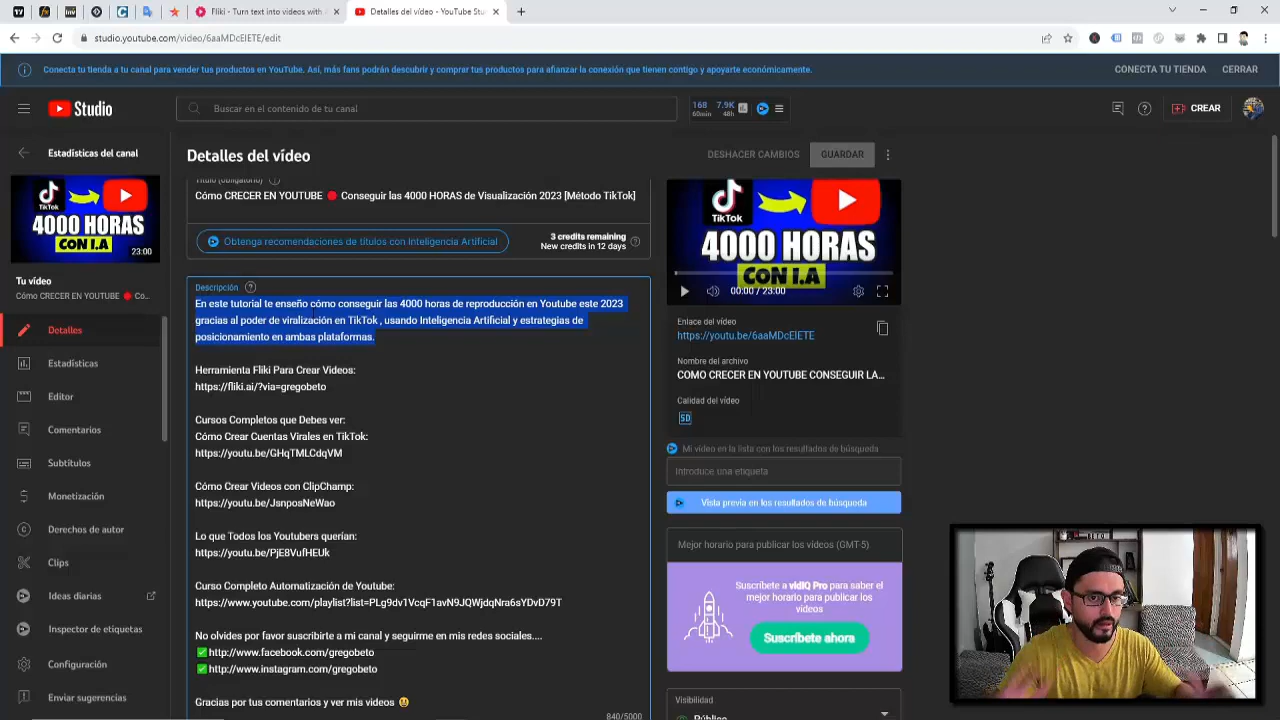 Fliki - Turn text into videos with
Detalles del vídeo - YouTube Stu
studio.youtube.com/video/6aaMDcEIETE/edit
Conecta tu tienda a tu canal para vender tus productos en YouTube. Así, más fans podrán descubrir y comprar tus productos para afianzar la conexión que tienen contigo y apoyarte económicamente.
CONECTA TU TIENDA
CERRAR
Studio
Buscar en el contenido de tu canal
168
60min
7.9K
48h
CREAR
Estadísticas del canal
TikTok
4000 HORAS
CON I.A
23:00
Tu vídeo
Cómo CRECER EN YOUTUBE 🔴 Co...
Detalles
Estadísticas
Editor
Comentarios
Subtítulos
Monetización
Derechos de autor
Clips
Ideas diarias
Inspector de etiquetas
Configuración
Enviar sugerencias
Detalles del vídeo
DESHACER CAMBIOS
GUARDAR
Título (obligatorio)
Cómo CRECER EN YOUTUBE 🔴 Conseguir las 4000 HORAS de Visualización 2023 [Método TikTok]
Obtenga recomendaciones de títulos con Inteligencia Artificial
3 credits remaining
New credits in 12 days
Descripción
En este tutorial te enseño cómo conseguir las 4000 horas de reproducción en Youtube este 2023
gracias al poder de viralización en TikTok , usando Inteligencia Artificial y estrategias de
posicionamiento en ambas plataformas.
Herramienta Fliki Para Crear Videos:
https://fliki.ai/?via=gregobeto
Cursos Completos que Debes ver:
Cómo Crear Cuentas Virales en TikTok:
https://youtu.be/GHqTMLCdqVM
Cómo Crear Videos con ClipChamp:
https://youtu.be/JsnposNeWao
Lo que Todos los Youtubers querían:
https://youtu.be/PjE8VufHEUk
Curso Completo Automatización de Youtube:
https://www.youtube.com/playlist?list=PLg9dv1VcqF1avN9JQWjdqNra6sYDvD79T
No olvides por favor suscribirte a mi canal y seguirme en mis redes sociales....
✅http://www.facebook.com/gregobeto
✅http://www.instagram.com/gregobeto
Gracias por tus comentarios y ver mis videos 😃
840/5000
TikTok
4000 HORAS
CON I.A
00:00 / 23:00
Enlace del vídeo
https://youtu.be/6aaMDcEIETE
Nombre del archivo
COMO CRECER EN YOUTUBE CONSEGUIR LA...
Calidad del vídeo
SD
Mi vídeo en la lista con los resultados de búsqueda
Introduce una etiqueta
Vista previa en los resultados de búsqueda
Mejor horario para publicar los vídeos (GMT-5)
Suscríbete a vidIQ Pro para saber el
mejor horario para publicar los
vídeos
Suscríbete ahora
Visibilidad
Público